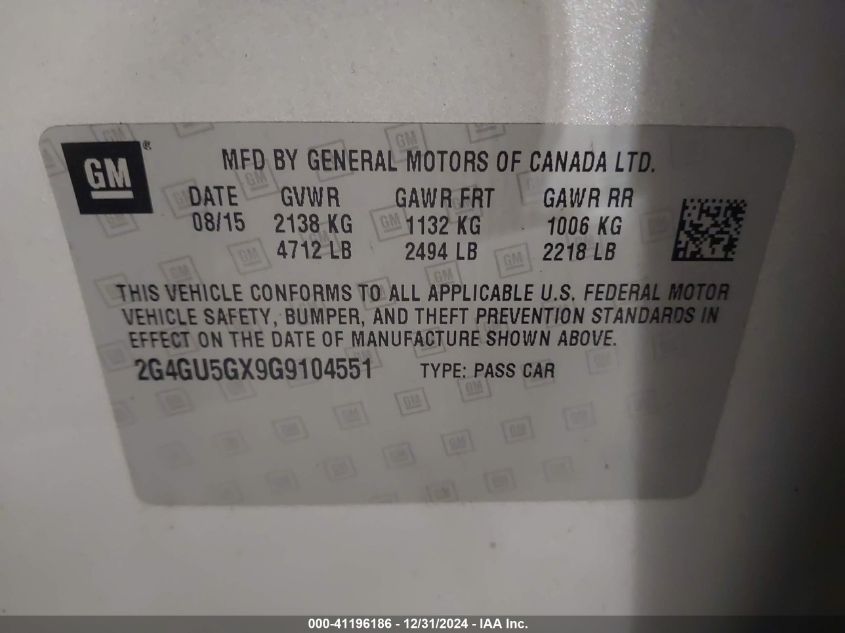 GM ®
MFD BY GENERAL MOTORS OF CANADA LTD.
DATE GVWR GAWR FRT GAWR RR
08/15 2138 KG 1132 KG 1006 KG
4712 LB 2494 LB 2218 LB
THIS VEHICLE CONFORMS TO ALL APPLICABLE U.S. FEDERAL MOTOR
VEHICLE SAFETY, BUMPER, AND THEFT PREVENTION STANDARDS IN
EFFECT ON THE DATE OF MANUFACTURE SHOWN ABOVE.
2G4GU5GX9G9104551 TYPE: PASS CAR
000-41196186 - 12/31/2024 - IAA Inc.